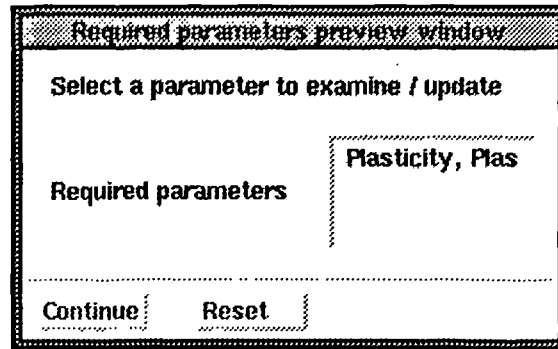 Required parameters preview window
Select a parameter to examine / update
Plasticity, Plas
Required parameters
Continue Reset